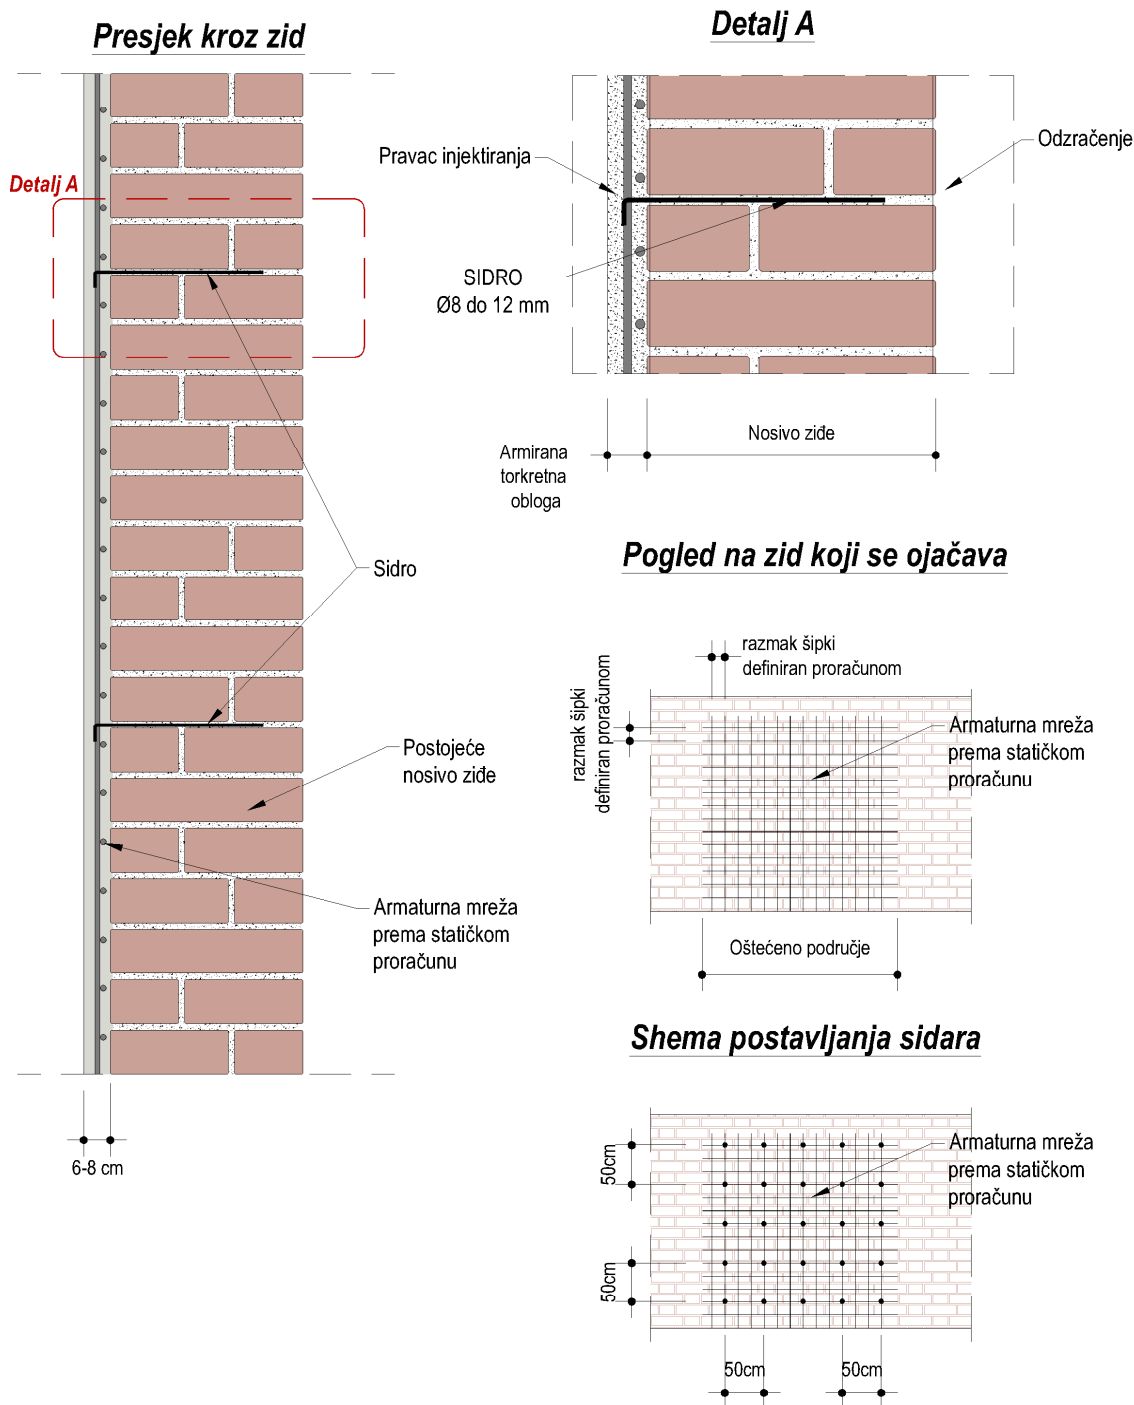 Presjek kroz zid
Detalj A
Sidro
Postojeće
nosivo ziđe
Armaturna mreža
prema statičkom
proračunu
6-8 cm
Detalj A
Pravac injektiranja
Odzračenje
SIDRO
Ø8 do 12 mm
Armirana
torkretna
obloga
Nosivo ziđe
Pogled na zid koji se ojačava
razmak šipki
definiran proračunom
razmak šipki
definiran proračunom
Armaturna mreža
prema statičkom
proračunu
Oštećeno područje
Shema postavljanja sidara
50cm
50cm
Armaturna mreža
prema statičkom
proračunu
50cm
50cm